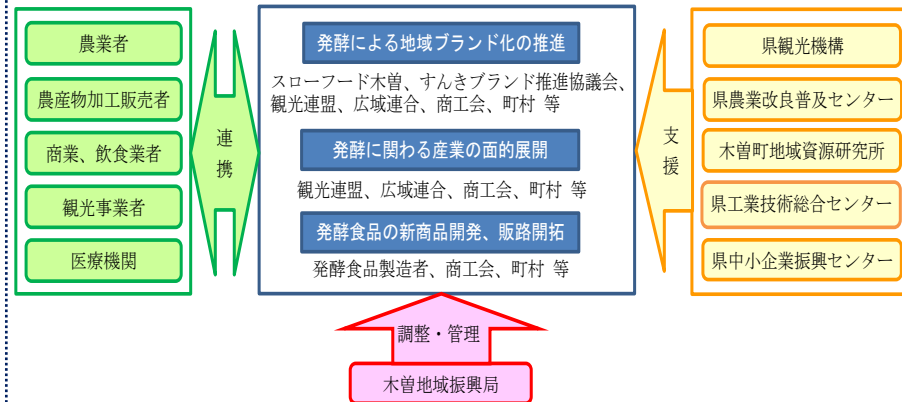 農業者
農産物加工販売者
商業、飲食業者
観光事業者
医療機関
連携
発酵による地域ブランド化の推進
スローフード木曽、すんきブランド推進協議会、
観光連盟、広域連合、商工会、町村 等
発酵に関わる産業の面的展開
観光連盟、広域連合、商工会、町村 等
発酵食品の新商品開発、販路開拓
発酵食品製造者、商工会、町村 等
支援
県観光機構
県農業改良普及センター
木曽町地域資源研究所
県工業技術総合センター
県中小企業振興センター
調整・管理
木曽地域振興局